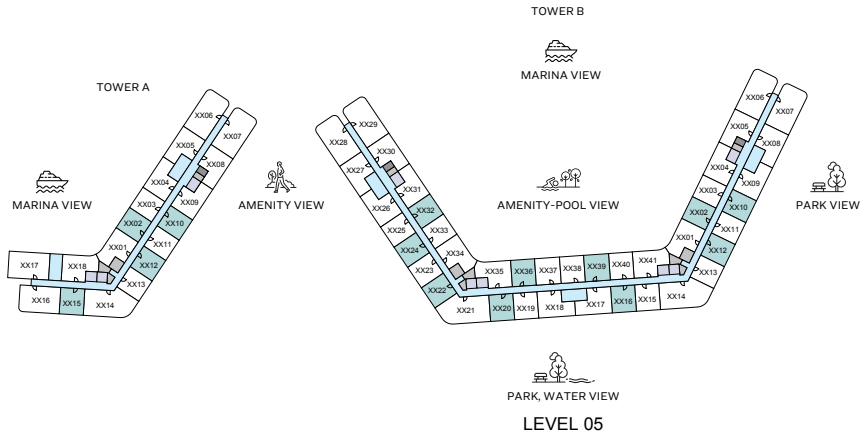 TOWER B
MARINA VIEW
TOWER A
MARINA VIEW
AMENITY VIEW
AMENITY-POOL VIEW
PARK VIEW
XX06
XX07
XX05
XX08
XX04
XX09
XX03
XX02
XX10
XX11
XX01
XX12
XX13
XX17
XX18
XX16
XX15
XX14
XX29
XX28
XX30
XX27
XX31
XX26
XX32
XX25
XX33
XX24
XX34
XX23
XX22
XX21
XX35
XX36
XX37
XX38
XX39
XX40
XX41
XX20
XX19
XX18
XX17
XX16
XX15
XX14
XX06
XX07
XX05
XX08
XX04
XX09
XX03
XX10
XX02
XX11
XX01
XX12
XX13
PARK, WATER VIEW
LEVEL 05